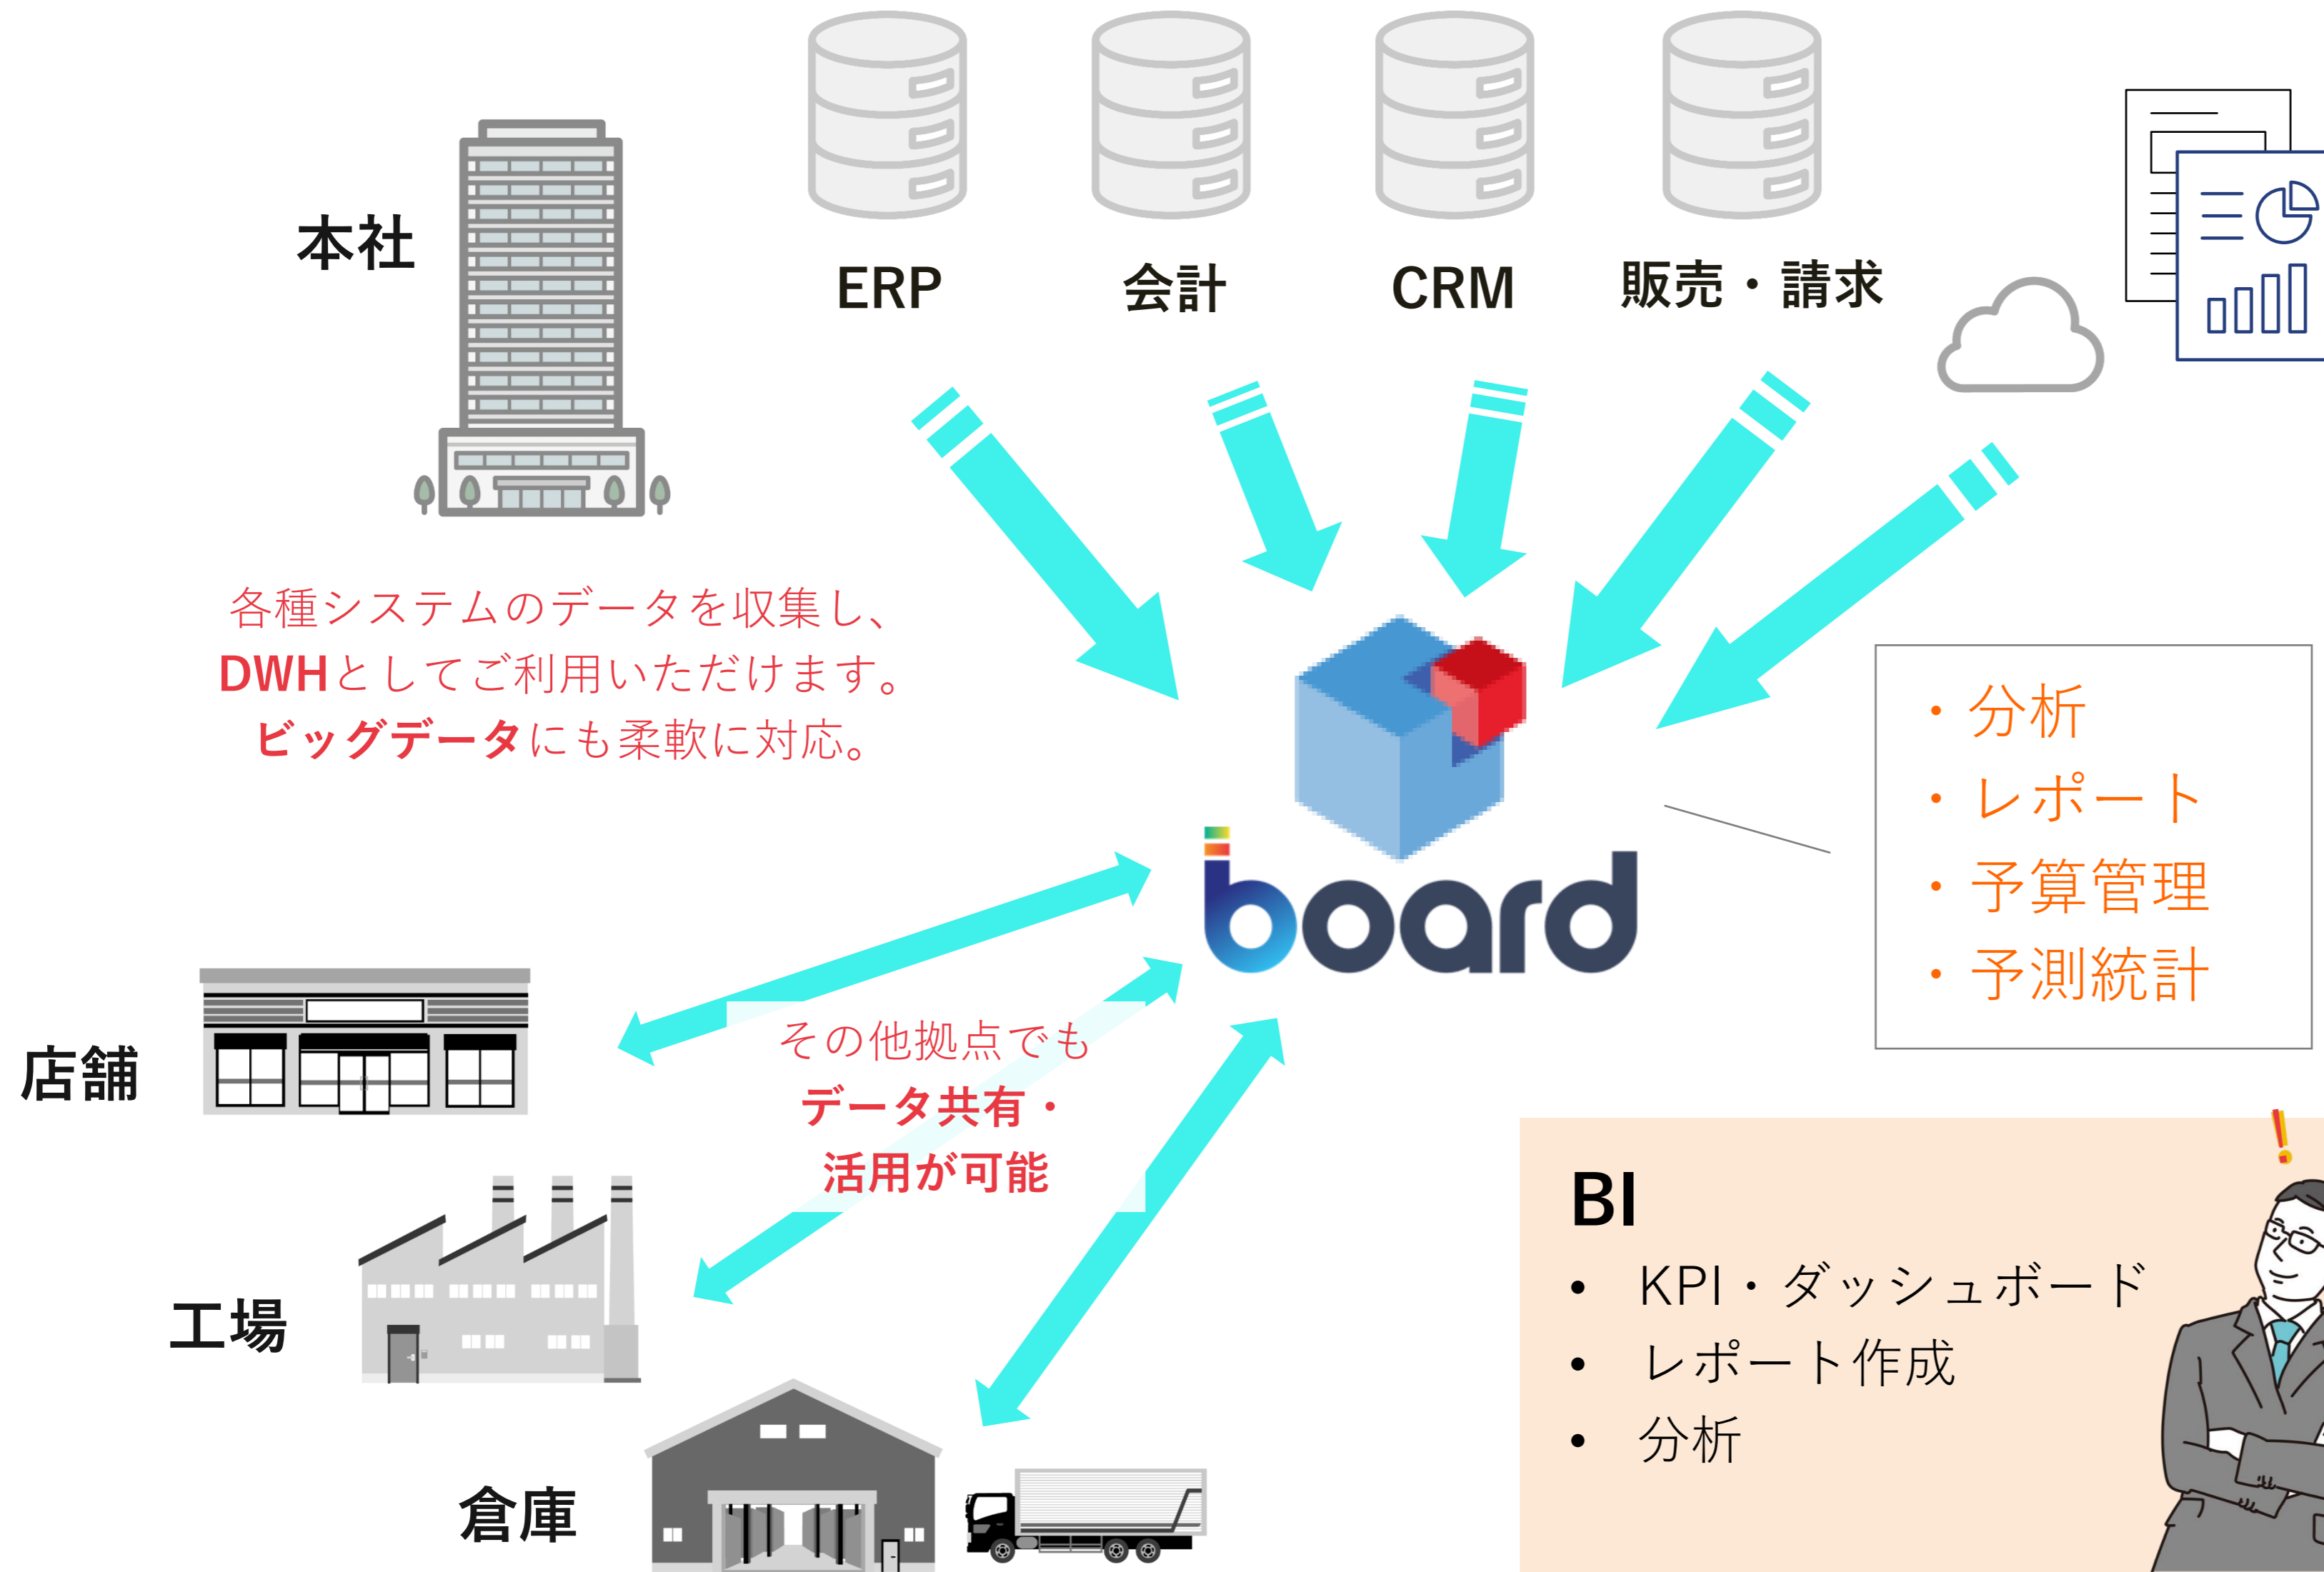 本社
ERP
会計
CRM
販売・請求
各種システムのデータを収集し、
DWHとしてご利用いただけます。
ビッグデータにも柔軟に対応。
board
・分析
・レポート
・予算管理
・予測統計
店舗
その他拠点でも
データ共有・
活用が可能
工場
倉庫
BI
• KPI・ダッシュボード
• レポート作成
• 分析